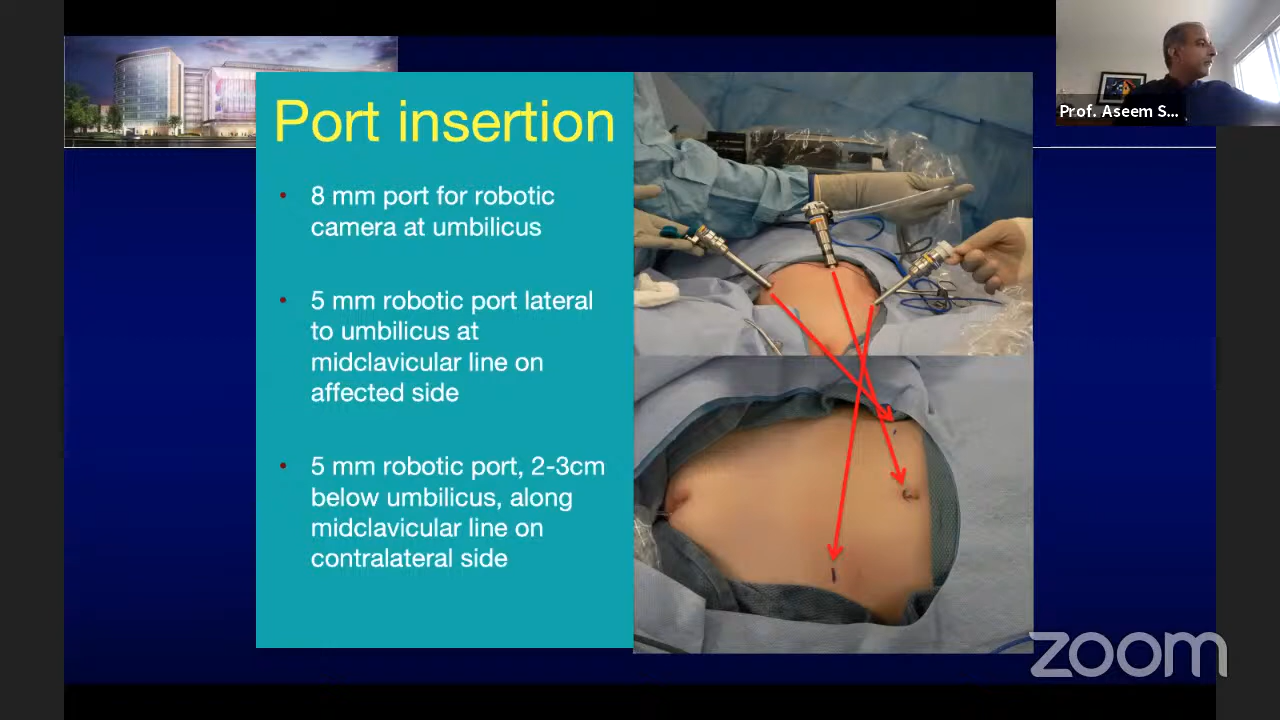 Port insertion
• 8 mm port for robotic
camera at umbilicus
• 5 mm robotic port lateral
to umbilicus at
midclavicular line on
affected side
• 5 mm robotic port, 2-3cm
below umbilicus, along
midclavicular line on
contralateral side
Prof. Aseem S...
zoom